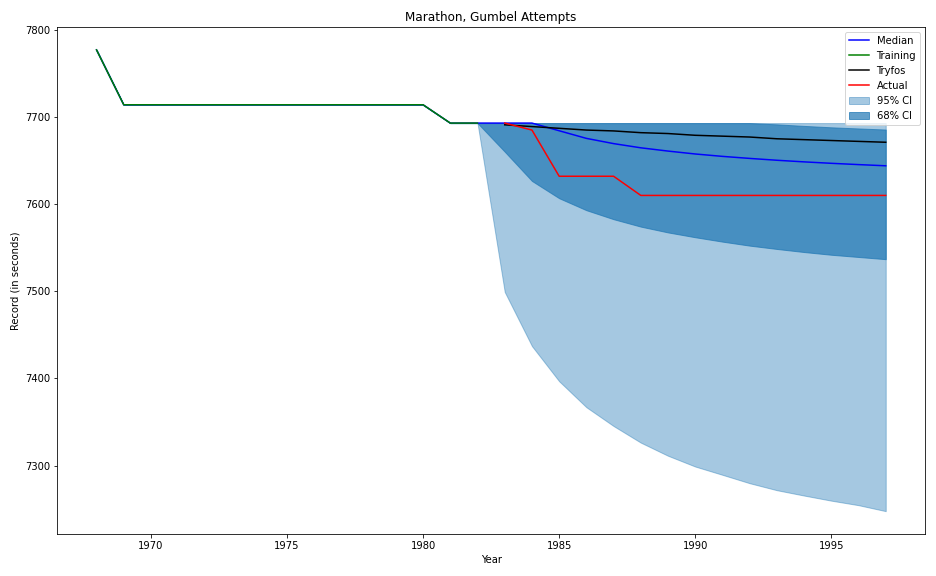 Marathon, Gumbel Attempts
Median
Training
Tryfos
Actual
95% CI
68% CI
Record (in seconds)
7800
7700
7600
7500
7400
7300
1970
1975
1980
1985
1990
1995
Year